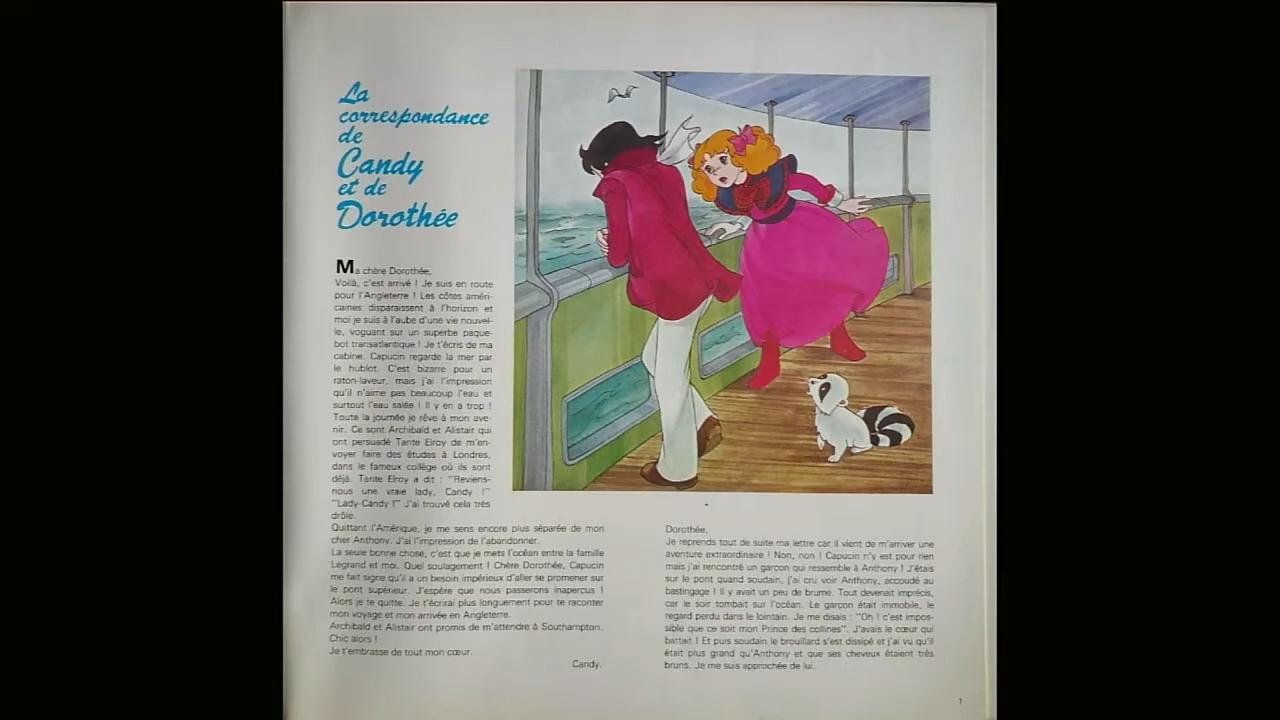 La
correspondance
de
Candy
et de
Dorothée
Ma chère Dorothée,
Voilà, c'est arrivé ! Je suis en route
pour l'Angleterre ! Les côtes améri-
caines disparaissent à l'horizon et
moi je suis à l'aube d'une vie nouvel-
le, voguant sur un superbe paque-
bot transatlantique ! Je t'écris de ma
cabine. Capucin regarde la mer par
le hublot. C'est bizarre pour un
raton-laveur, mais j'ai l'impression
qu'il n'aime pas beaucoup l'eau et
surtout l'eau salée ! Il y en a trop !
Toute la journée je rêve à mon ave-
nir. Ce sont Archibald et Alistair qui
ont persuadé Tante Elroy de m'en-
voyer faire des études à Londres,
dans le fameux collège où ils sont
déjà. Tante Elroy a dit : "Reviens-
nous une vraie lady, Candy !"
"Lady-Candy !" J'ai trouvé cela très
drôle.
Quittant l'Amérique, je me sens encore plus séparée de mon
cher Anthony. J'ai l'impression de l'abandonner.
La seule bonne chose, c'est que je mets l'océan entre la famille
Legrand et moi. Quel soulagement ! Chère Dorothée, Capucin
me fait signe qu'il a un besoin impérieux d'aller se promener sur
le pont supérieur. J'espère que nous passerons inaperçus !
Alors je te quitte. Je t'écrirai plus longuement pour te raconter
mon voyage et mon arrivée en Angleterre.
Archibald et Alistair ont promis de m'attendre à Southampton.
Chic alors !
Je t'embrasse de tout mon cœur.
Candy.
Dorothée,
Je reprends tout de suite ma lettre car il vient de m'arriver une
aventure extraordinaire ! Non, non ! Capucin n'y est pour rien
mais j'ai rencontré un garçon qui ressemble à Anthony ! J'étais
sur le pont quand soudain, j'ai cru voir Anthony, accoudé au
bastingage ! Il y avait un peu de brume. Tout devenait imprécis,
car le soir tombait sur l'océan. Le garçon était immobile, le
regard perdu dans le lointain. Je me disais : "Oh ! c'est impos-
sible que ce soit mon Prince des collines". J'avais le cœur qui
battait ! Et puis soudain le brouillard s'est dissipé et j'ai vu qu'il
était plus grand qu'Anthony et que ses cheveux étaient très
bruns. Je me suis approchée de lui.
1